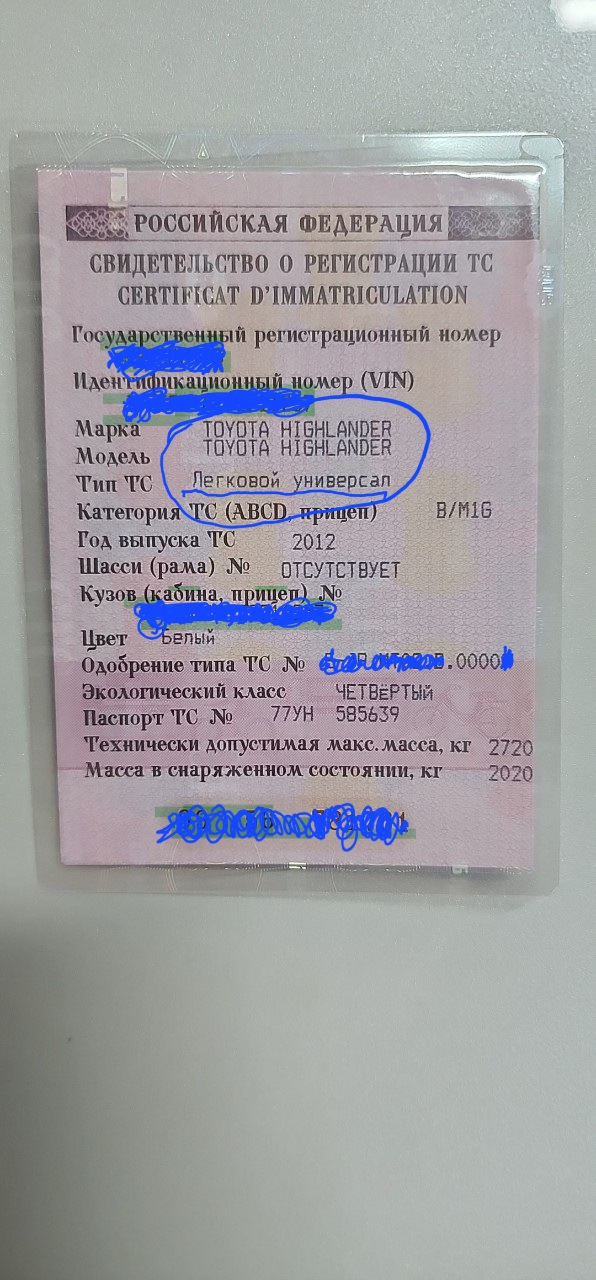 РОССИЙСКАЯ ФЕДЕРАЦИЯ
СВИДЕТЕЛЬСТВО О РЕГИСТРАЦИИ ТС
CERTIFICAT D'IMMATRICULATION
Государственный регистрационный номер
Идентификационный номер (VIN)
Марка TOYOTA HIGHLANDER
Модель TOYOTA HIGHLANDER
Тип ТС Легковой универсал
Категория ТС (ABCD, прицеп) B/M1G
Год выпуска ТС 2012
Шасси (рама) № ОТСУТСТВУЕТ
Кузов (кабина, прицеп) №
Цвет Белый
Одобрение типа ТС № .0000
Экологический класс ЧЕТВЁРТЫЙ
Паспорт ТС № 77УН 585639
Технически допустимая макс. масса, кг 2720
Масса в снаряженном состоянии, кг 2020